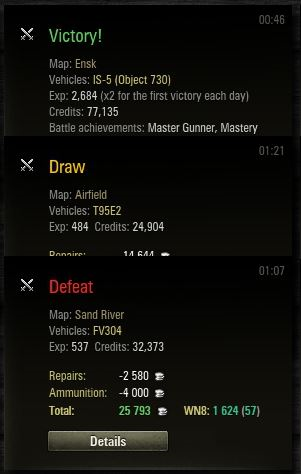 00:46
Victory!
Map: Ensk
Vehicles: IS-5 (Object 730)
Exp: 2,684 (x2 for the first victory each day)
Credits: 77,135
Battle achievements: Master Gunner, Mastery
01:21
Draw
Map: Airfield
Vehicles: T95E2
Exp: 484 Credits: 24,904
Repairs: -14 644
01:07
Defeat
Map: Sand River
Vehicles: FV304
Exp: 537 Credits: 32,373
Repairs: -2 580
Ammunition: -4 000
Total: 25 793 WN8: 1 624 (57)
Details